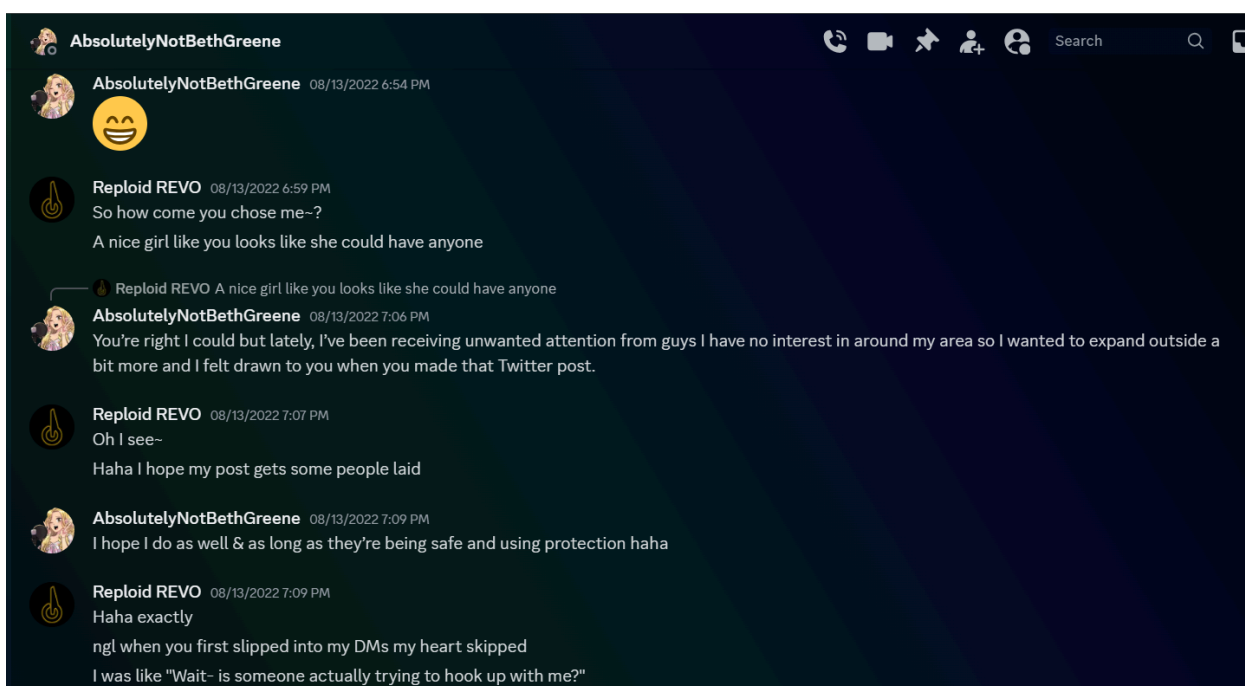 AbsolutelyNotBethGreene
Search
AbsolutelyNotBethGreene 08/13/2022 6:54 PM
Reploid REVO 08/13/2022 6:59 PM
So how come you chose me~?
A nice girl like you looks like she could have anyone
Reploid REVO A nice girl like you looks like she could have anyone
AbsolutelyNotBethGreene 08/13/2022 7:06 PM
You’re right I could but lately, I’ve been receiving unwanted attention from guys I have no interest in around my area so I wanted to expand outside a
bit more and I felt drawn to you when you made that Twitter post.
Reploid REVO 08/13/2022 7:07 PM
Oh I see~
Haha I hope my post gets some people laid
AbsolutelyNotBethGreene 08/13/2022 7:09 PM
I hope I do as well & as long as they’re being safe and using protection haha
Reploid REVO 08/13/2022 7:09 PM
Haha exactly
ngl when you first slipped into my DMs my heart skipped
I was like "Wait- is someone actually trying to hook up with me?"